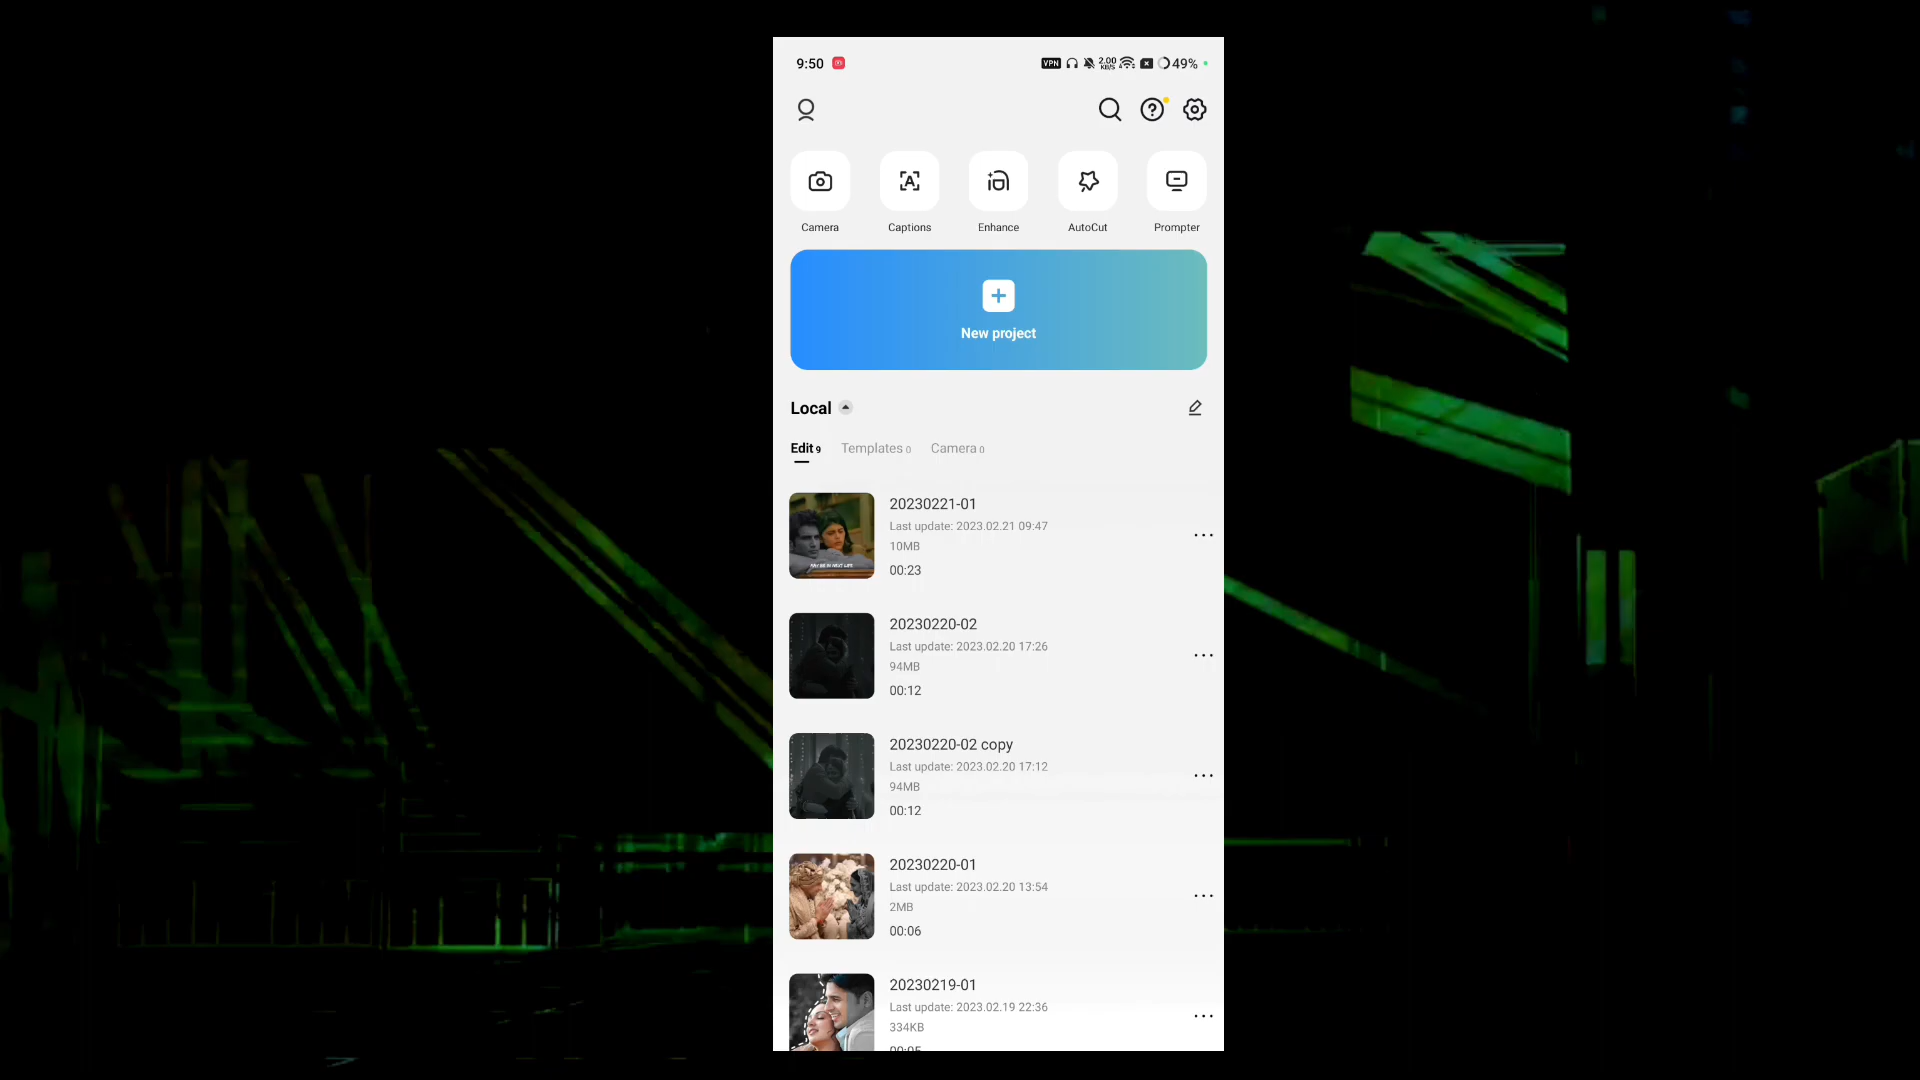 9:50 VPN 2.00 KB/S 49%
Camera Captions Enhance AutoCut Prompter
New project
Local
Edit 9 Templates 0 Camera 0
20230221-01
Last update: 2023.02.21 09:47
10MB
00:23
20230220-02
Last update: 2023.02.20 17:26
94MB
00:12
20230220-02 copy
Last update: 2023.02.20 17:12
94MB
00:12
20230220-01
Last update: 2023.02.20 13:54
2MB
00:06
20230219-01
Last update: 2023.02.19 22:36
334KB
00:05